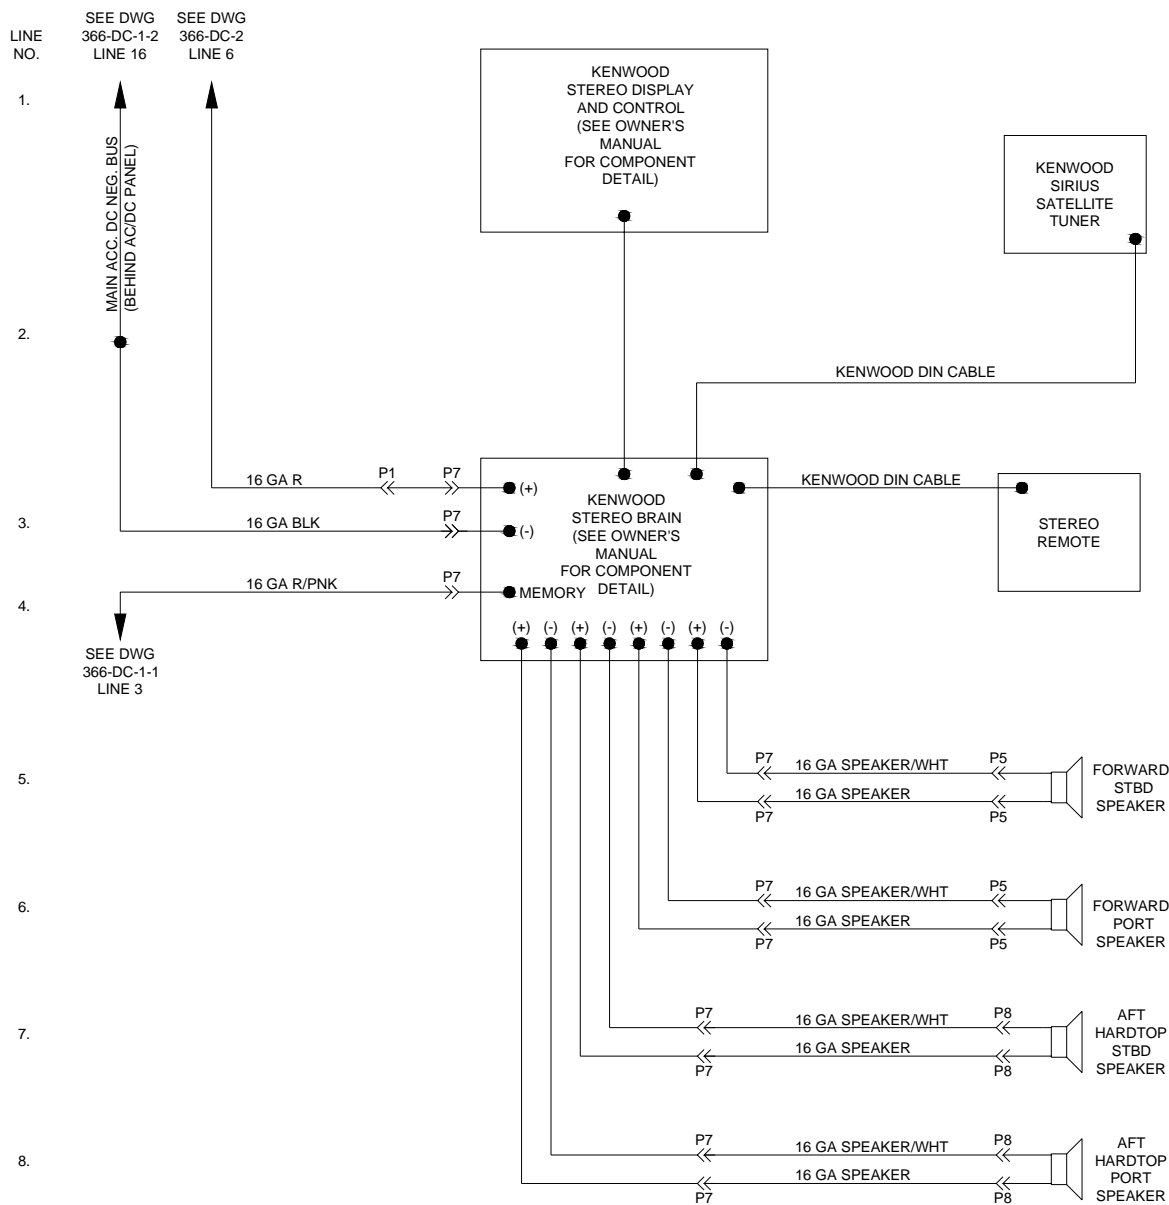 LINE
NO.
SEE DWG
366-DC-1-2
LINE 16
SEE DWG
366-DC-2
LINE 6
1.
MAIN ACC. DC NEG. BUS
(BEHIND AC/DC PANEL)
KENWOOD
STEREO DISPLAY
AND CONTROL
(SEE OWNER'S
MANUAL
FOR COMPONENT
DETAIL)
KENWOOD
SIRIUS
SATELLITE
TUNER
2.
KENWOOD DIN CABLE
16 GA R
P1
P7
(+)
KENWOOD DIN CABLE
3.
16 GA BLK
P7
(-)
KENWOOD
STEREO BRAIN
(SEE OWNER'S
MANUAL
FOR COMPONENT
DETAIL)
STEREO
REMOTE
4.
16 GA R/PNK
P7
MEMORY
(+) (-) (+) (-) (+) (-) (+) (-)
SEE DWG
366-DC-1-1
LINE 3
5.
P7
16 GA SPEAKER/WHT
P5
16 GA SPEAKER
P7
P5
FORWARD
STBD
SPEAKER
6.
P7
16 GA SPEAKER/WHT
P5
16 GA SPEAKER
P7
P5
FORWARD
PORT
SPEAKER
7.
P7
16 GA SPEAKER/WHT
P8
16 GA SPEAKER
P7
P8
AFT
HARDTOP
STBD
SPEAKER
8.
P7
16 GA SPEAKER/WHT
P8
16 GA SPEAKER
P7
P8
AFT
HARDTOP
PORT
SPEAKER